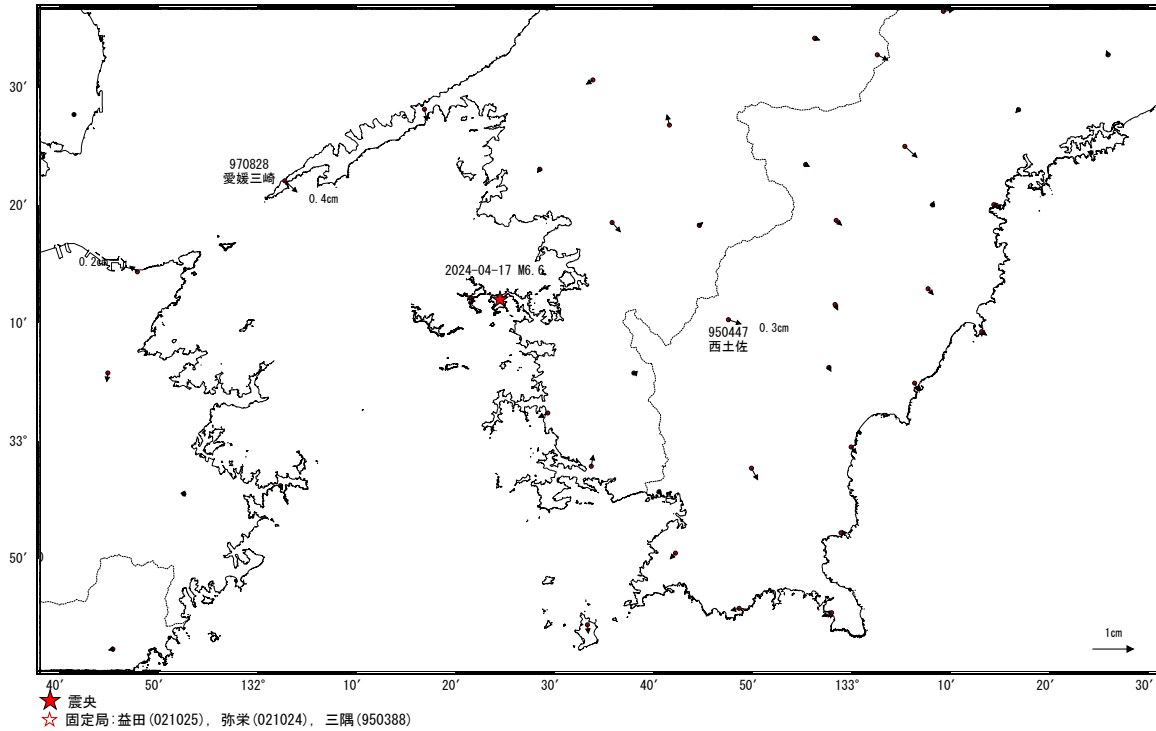 30′
970828
愛媛三崎
0.4cm
20′
0.2cm
2024-04-17 M6.6
10′
950447
西土佐
0.3cm
33′
50′
1cm
40′
50′
132°
10′
20′
30′
40′
50′
133°
10′
20′
30′
震央
固定局:益田(021025), 弥栄(021024), 三隅(950388)